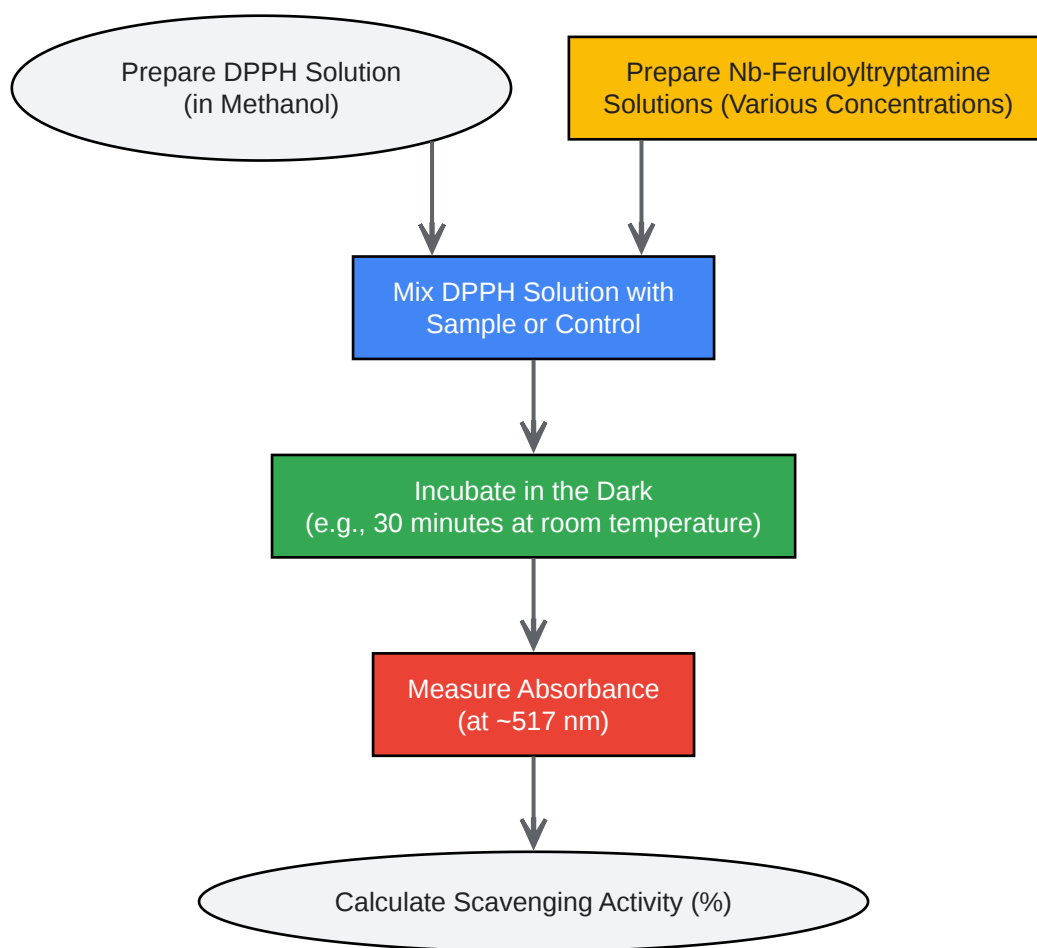 Prepare DPPH Solution
(in Methanol)
Prepare Nb-Feruloyltryptamine
Solutions (Various Concentrations)
Mix DPPH Solution with
Sample or Control
Incubate in the Dark
(e.g., 30 minutes at room temperature)
Measure Absorbance
(at ~517 nm)
Calculate Scavenging Activity (%)